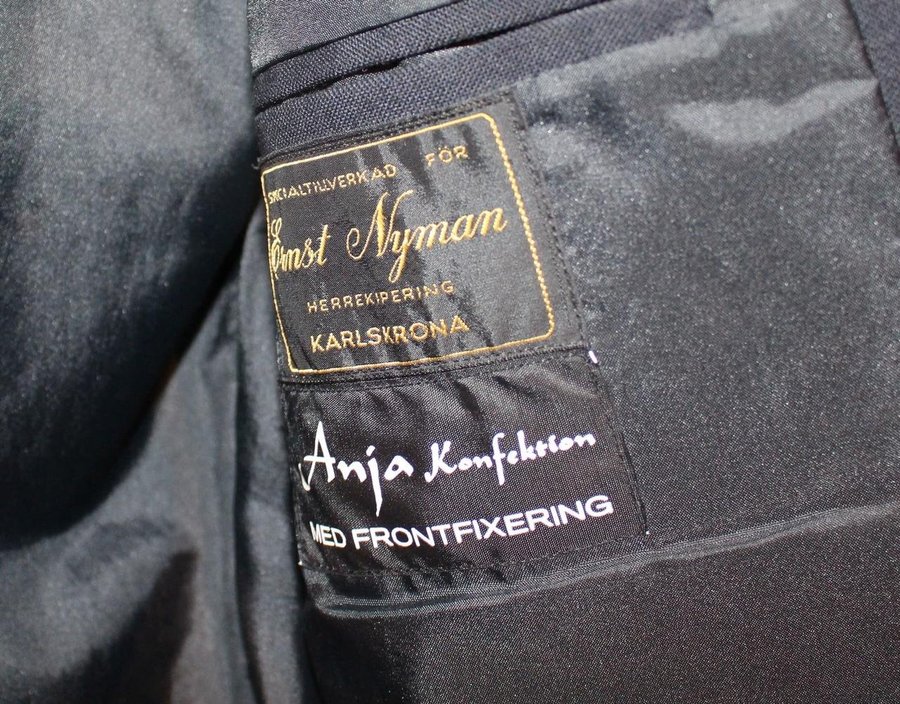 SPECIALTILLVERKAD FÖR
Ernst Nyman
HERREKIPERING
KARLSKRONA
Anja Konfektion
MED FRONTFIXERING